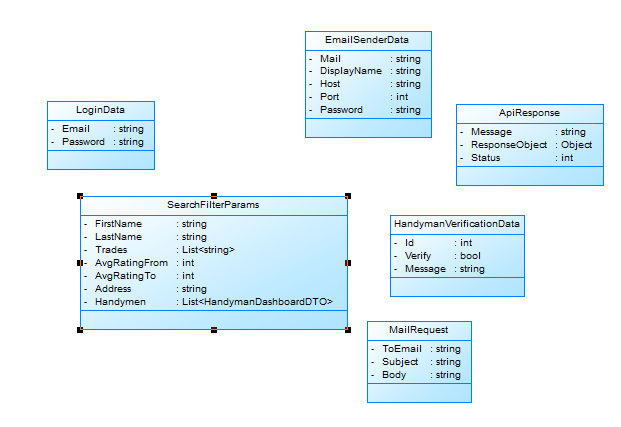 EmailSenderData
- Mail : string
- DisplayName : string
- Host : string
- Port : int
- Password : string
LoginData
- Email : string
- Password : string
ApiResponse
- Message : string
- ResponseObject : Object
- Status : int
SearchFilterParams
- FirstName : string
- LastName : string
- Trades : List<string>
- AvgRatingFrom : int
- AvgRatingTo : int
- Address : string
- Handymen : List<HandymanDashboardDTO>
HandymanVerificationData
- Id : int
- Verify : bool
- Message : string
MailRequest
- ToEmail : string
- Subject : string
- Body : string